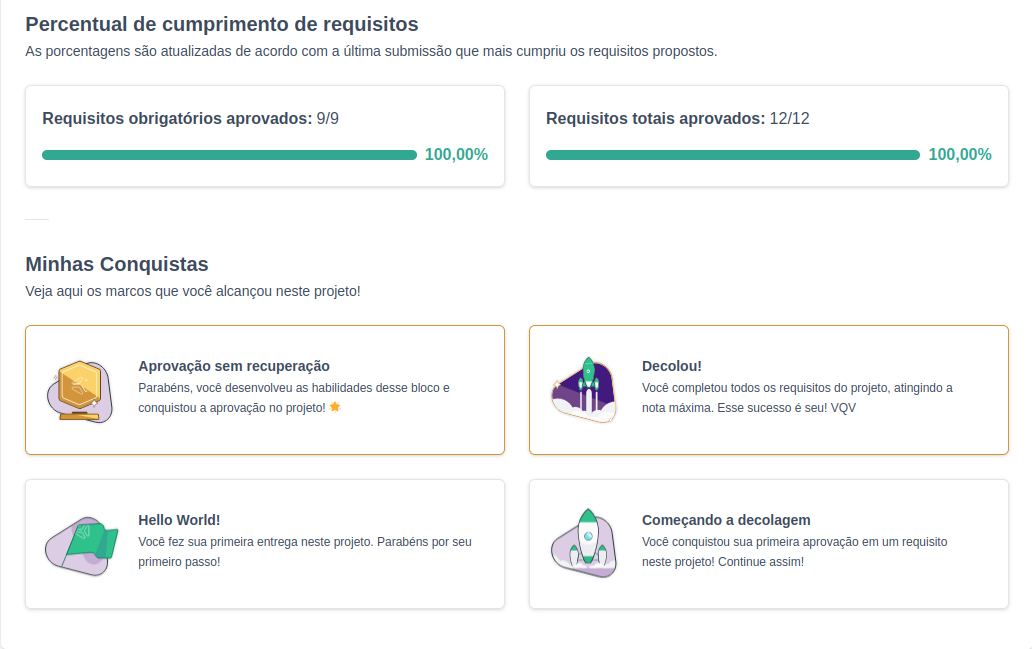 Percentual de cumprimento de requisitos
As porcentagens são atualizadas de acordo com a última submissão que mais cumpriu os requisitos propostos.
Requisitos obrigatórios aprovados: 9/9
100,00%
Requisitos totais aprovados: 12/12
100,00%
Minhas Conquistas
Veja aqui os marcos que você alcançou neste projeto!
Aprovação sem recuperação
Parabéns, você desenvolveu as habilidades desse bloco e
conquistou a aprovação no projeto! ⭐
Decolou!
Você completou todos os requisitos do projeto, atingindo a
nota máxima. Esse sucesso é seu! VQV
Hello World!
Você fez sua primeira entrega neste projeto. Parabéns por seu
primeiro passo!
Começando a decolagem
Você conquistou sua primeira aprovação em um requisito
neste projeto! Continue assim!